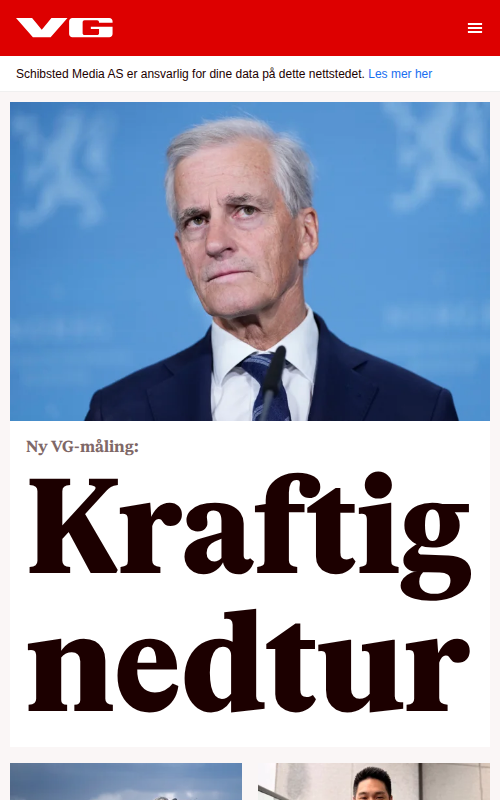 VG
Schibsted Media AS er ansvarlig for dine data på dette nettstedet. Les mer her
Ny VG-måling:
Kraftig
nedtur